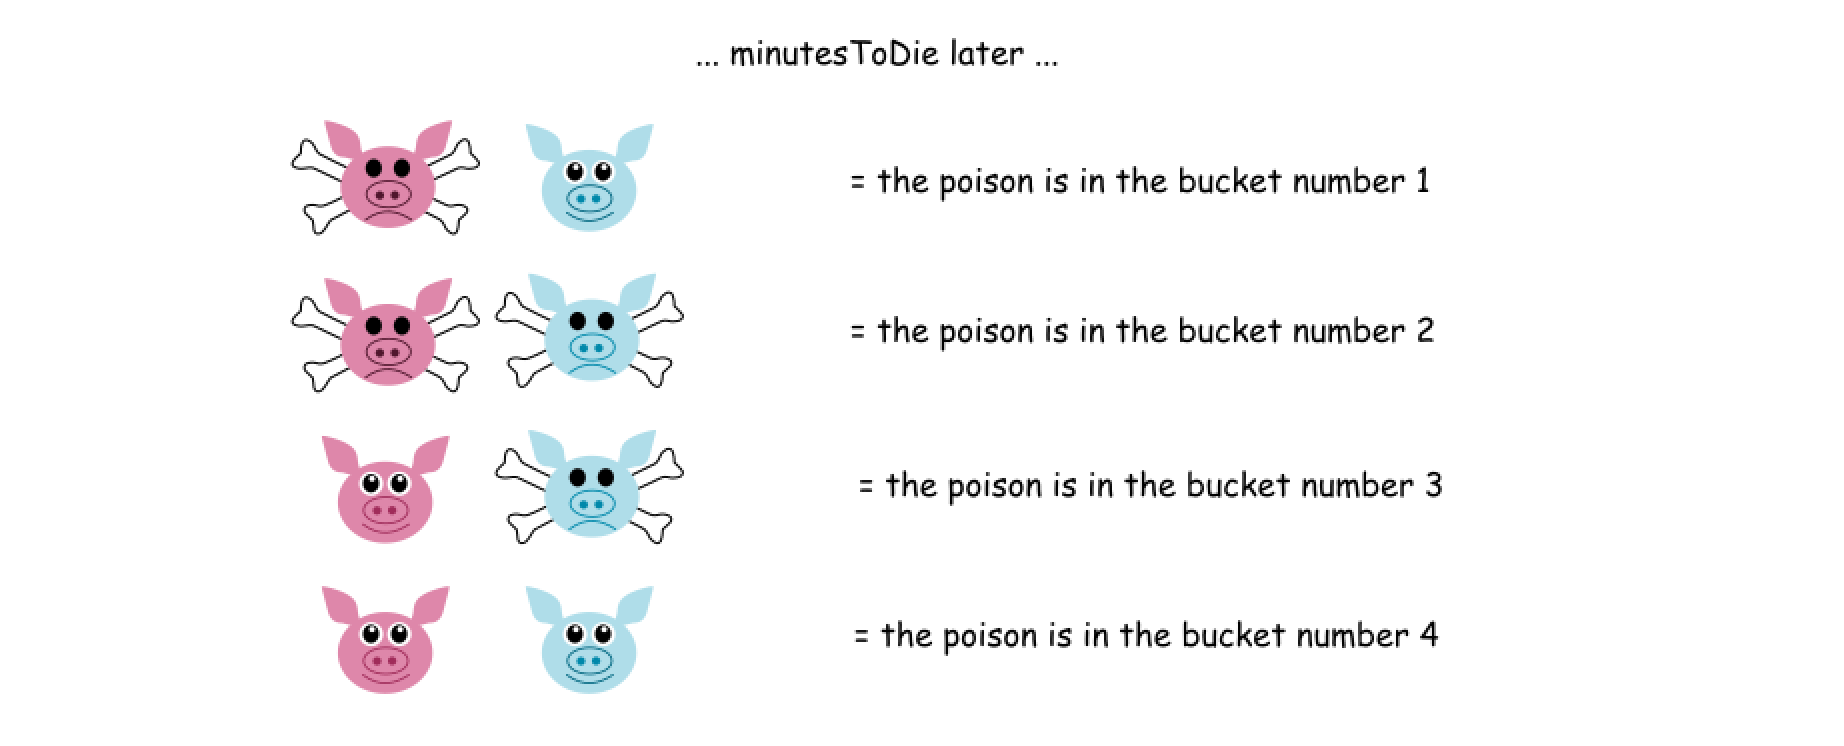 ... minutesToDie later ...
= the poison is in the bucket number 1
= the poison is in the bucket number 2
= the poison is in the bucket number 3
= the poison is in the bucket number 4